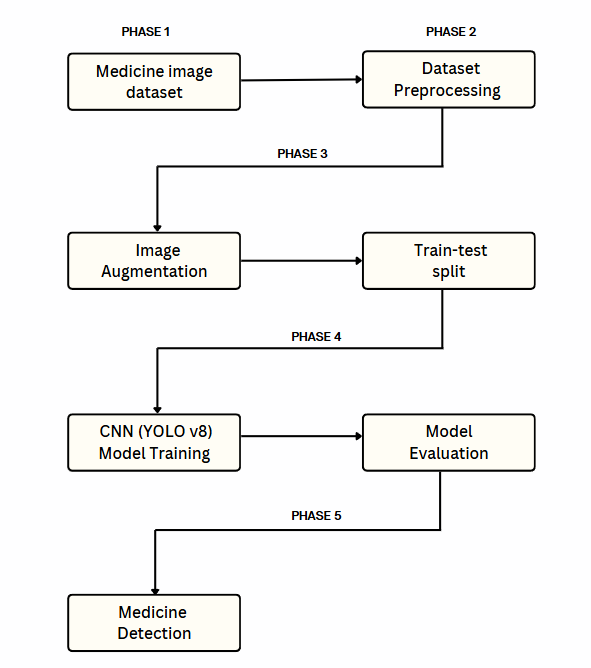 PHASE 1
PHASE 2
Medicine image
dataset
Dataset
Preprocessing
PHASE 3
Image
Augmentation
Train-test
split
PHASE 4
CNN (YOLO v8)
Model Training
Model
Evaluation
PHASE 5
Medicine
Detection